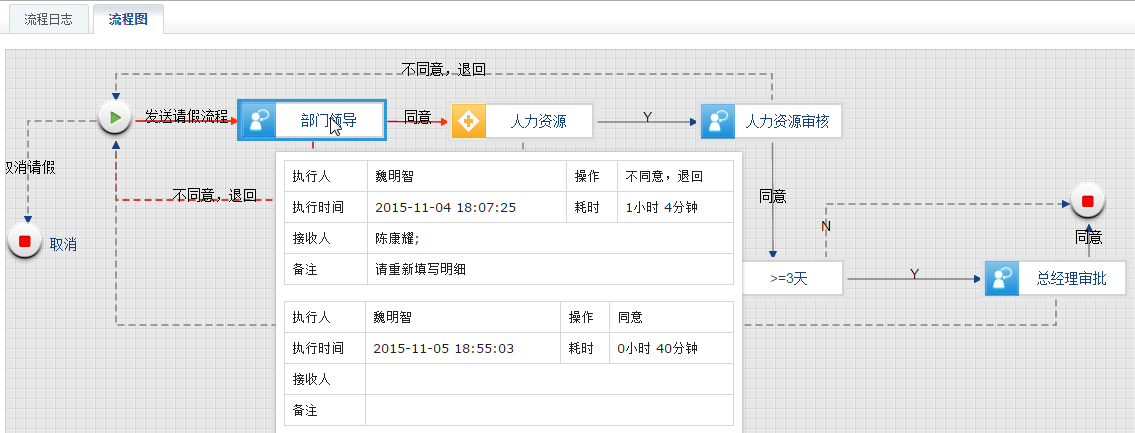 流程日志 流程图
不同意，退回
发送请假流程 部门领导 同意 人力资源 Y 人力资源审核
取消请假
取消
不同意，退回
同意
N
同意
>=3天 Y 总经理审批
执行人 魏明智 操作 不同意，退回
执行时间 2015-11-04 18:07:25 耗时 1小时 4分钟
接收人 陈康耀;
备注 请重新填写明细
执行人 魏明智 操作 同意
执行时间 2015-11-05 18:55:03 耗时 0小时 40分钟
接收人
备注